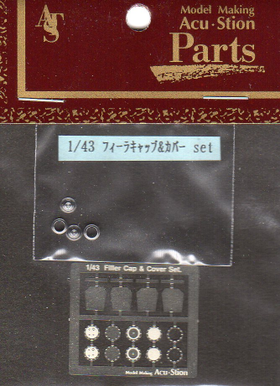 ATS
Model Making
Acu·Stion
Parts
1/43 フィーラキャップ&カバー set
1/43 Filler Cap & Cover Set.
Model Making Acu-Stion